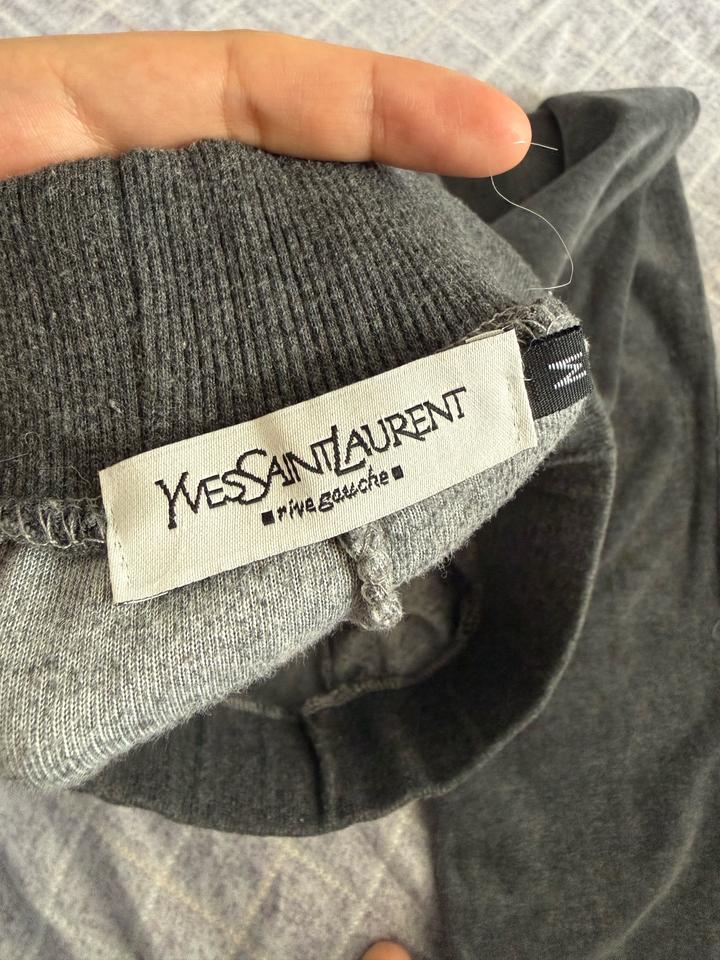 YVESSAINTLAURENT
▪rive gauche▪
M